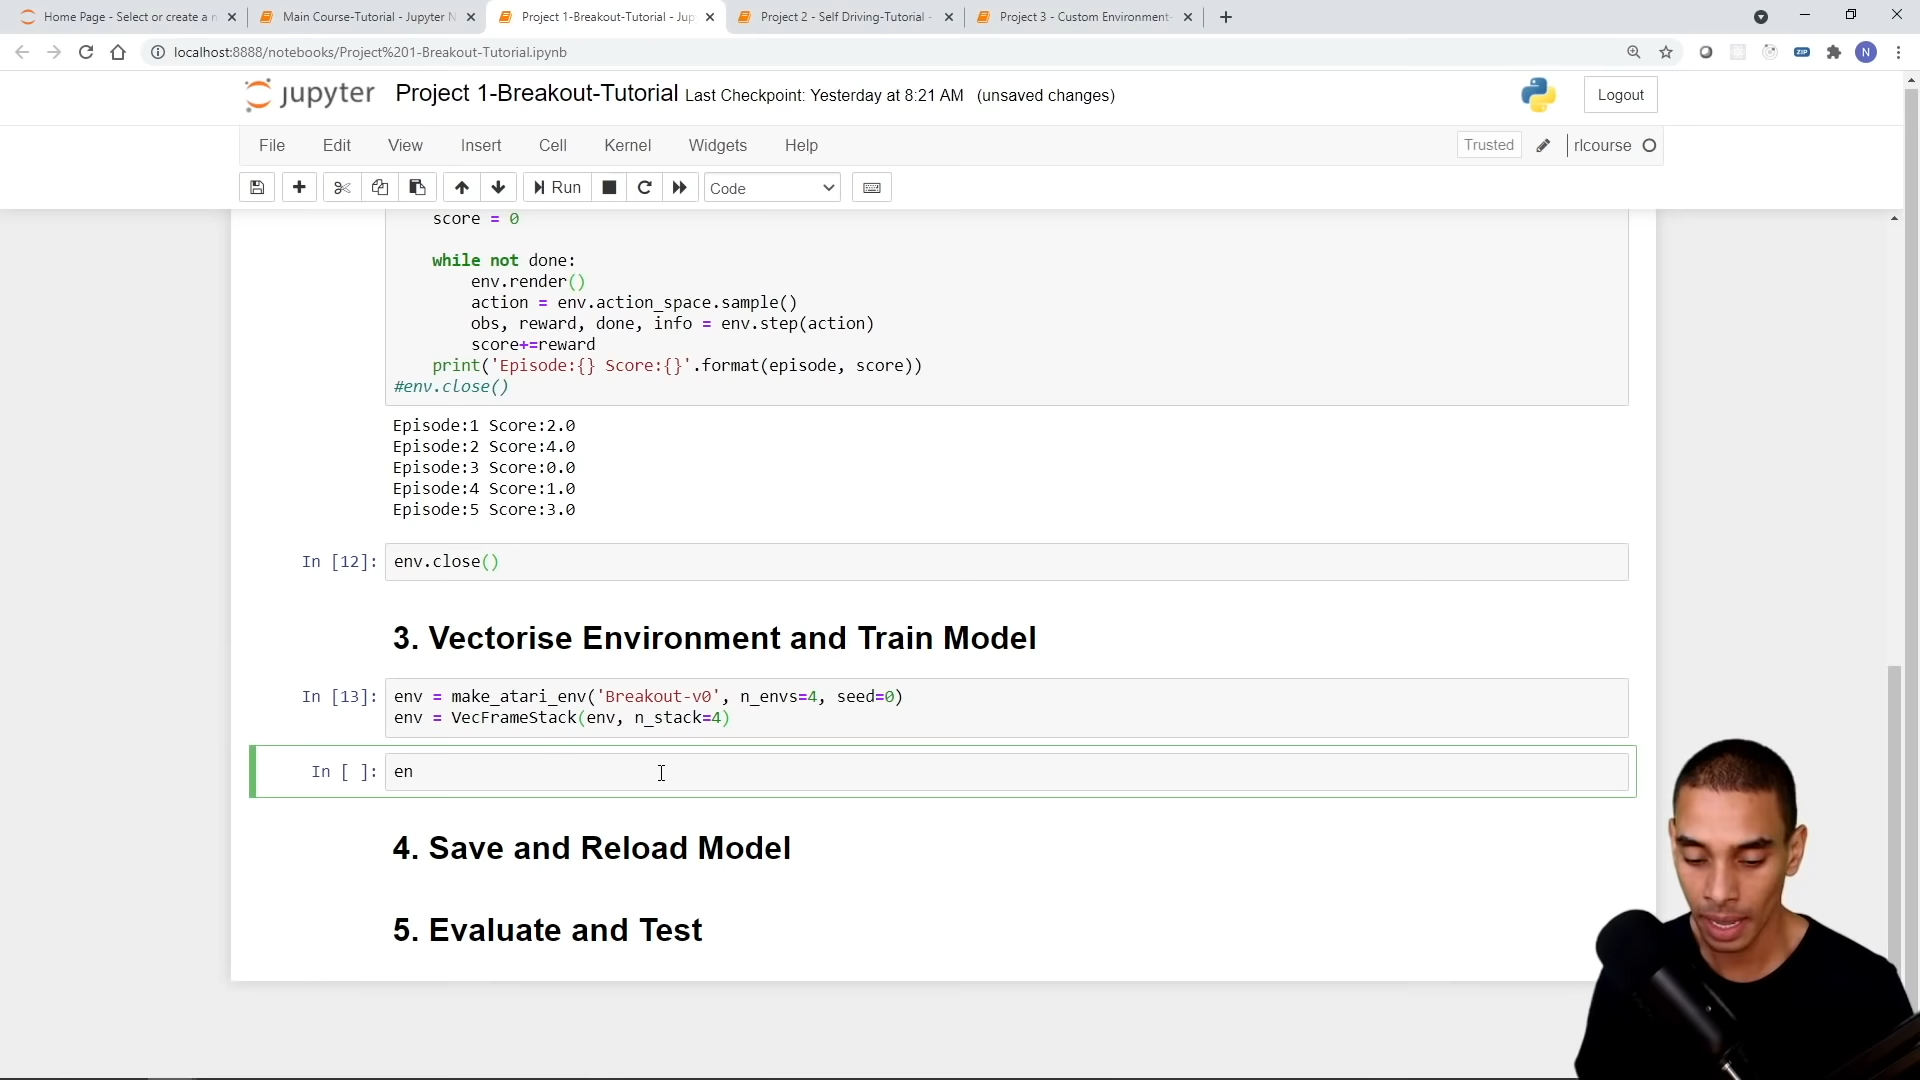 Home Page - Select or create a n
Main Course-Tutorial - Jupyter N
Project 1-Breakout-Tutorial - Jup
Project 2 - Self Driving-Tutorial -
Project 3 - Custom Environment-
localhost:8888/notebooks/Project%201-Breakout-Tutorial.ipynb
ZIP
N
jupyter Project 1-Breakout-Tutorial Last Checkpoint: Yesterday at 8:21 AM (unsaved changes)
Logout
File Edit View Insert Cell Kernel Widgets Help
Trusted rlcourse
Run Code
score = 0
while not done:
env.render()
action = env.action_space.sample()
obs, reward, done, info = env.step(action)
score+=reward
print('Episode:{} Score:{}'.format(episode, score))
#env.close()
Episode:1 Score:2.0
Episode:2 Score:4.0
Episode:3 Score:0.0
Episode:4 Score:1.0
Episode:5 Score:3.0
In [12]: env.close()
3. Vectorise Environment and Train Model
In [13]: env = make_atari_env('Breakout-v0', n_envs=4, seed=0)
env = VecFrameStack(env, n_stack=4)
In [ ]: en
4. Save and Reload Model
5. Evaluate and Test